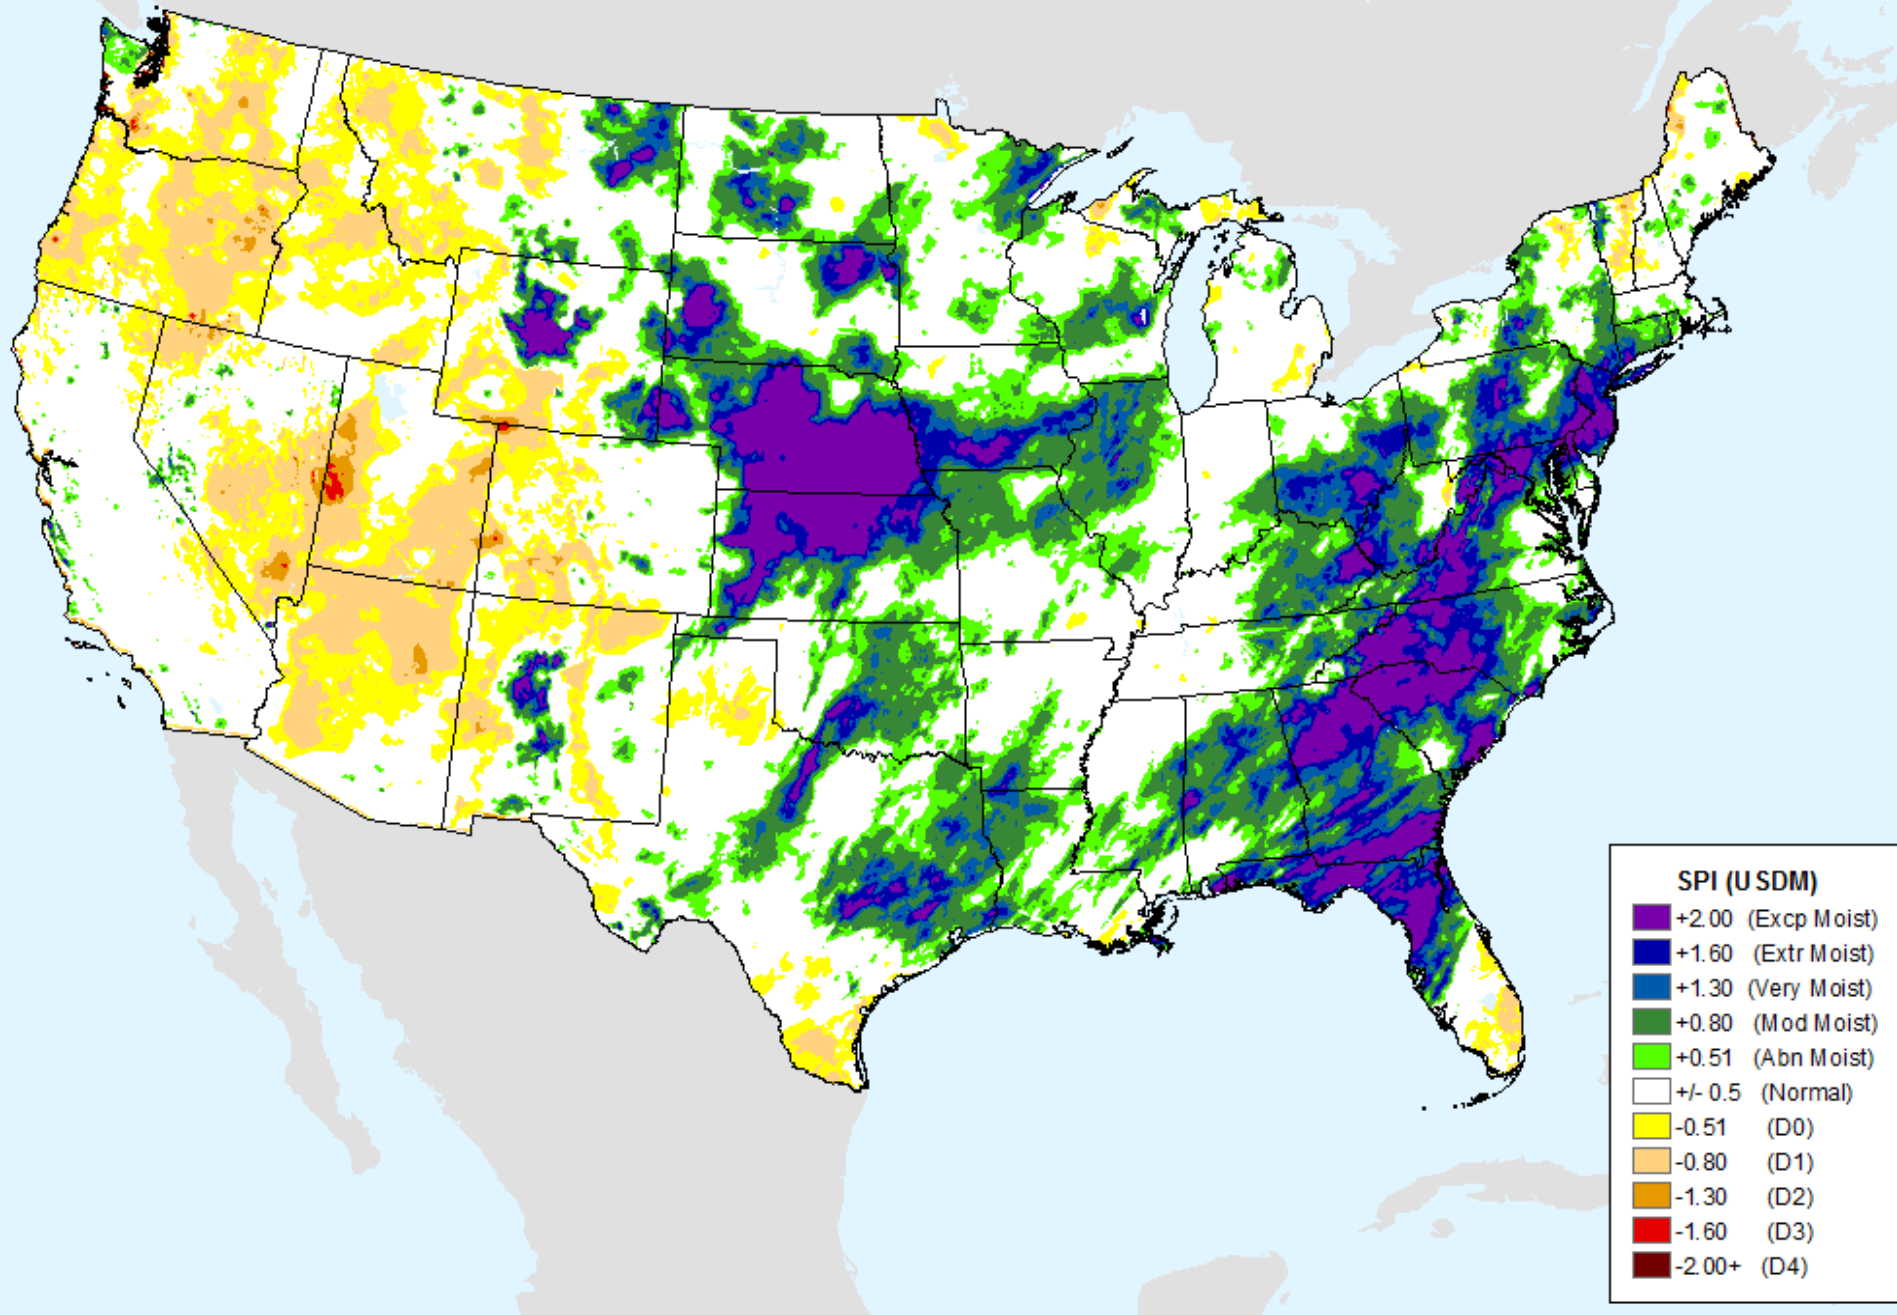 SPI (USDM)
+2.00 (Excp Moist)
+1.60 (Extr Moist)
+1.30 (Very Moist)
+0.80 (Mod Moist)
+0.51 (Abn Moist)
+/- 0.5 (Normal)
-0.51 (D0)
-0.80 (D1)
-1.30 (D2)
-1.60 (D3)
-2.00+ (D4)